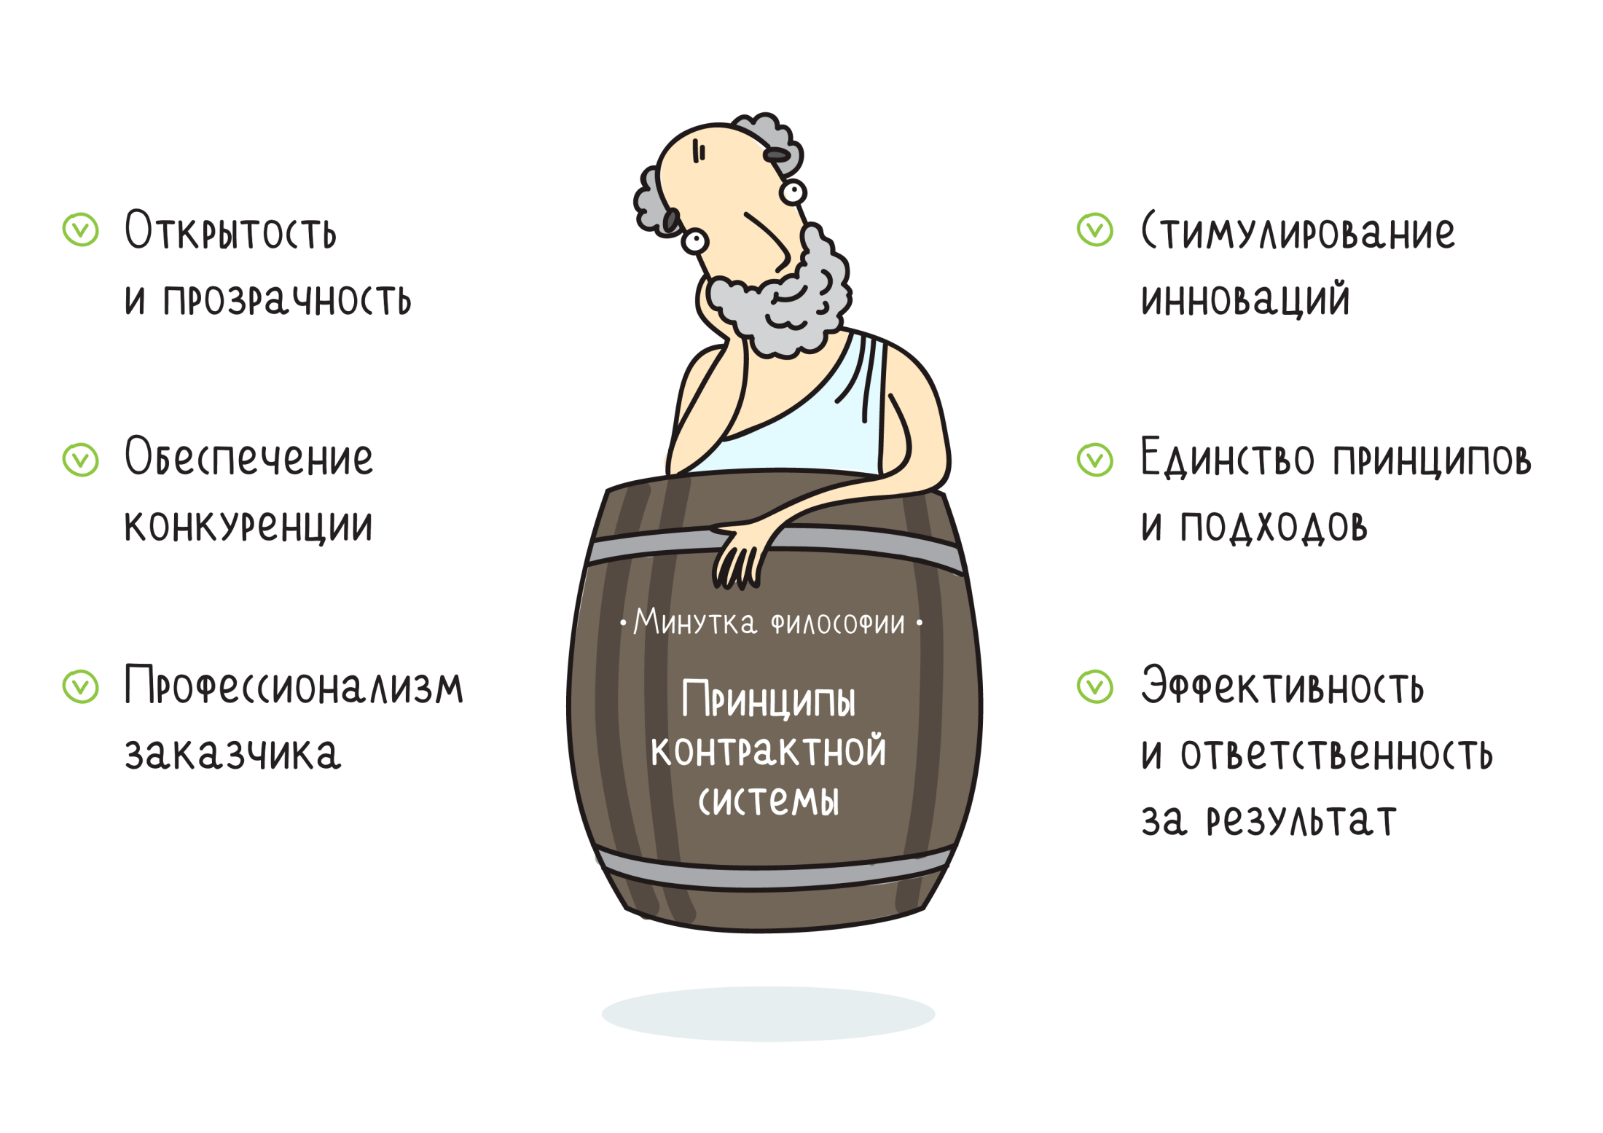 Открытость
и прозрачность
Обеспечение
конкуренции
Профессионализм
заказчика
• Минутка философии •
Принципы
контрактной
системы
Стимулирование
инноваций
Единство принципов
и подходов
Эффективность
и ответственность
за результат